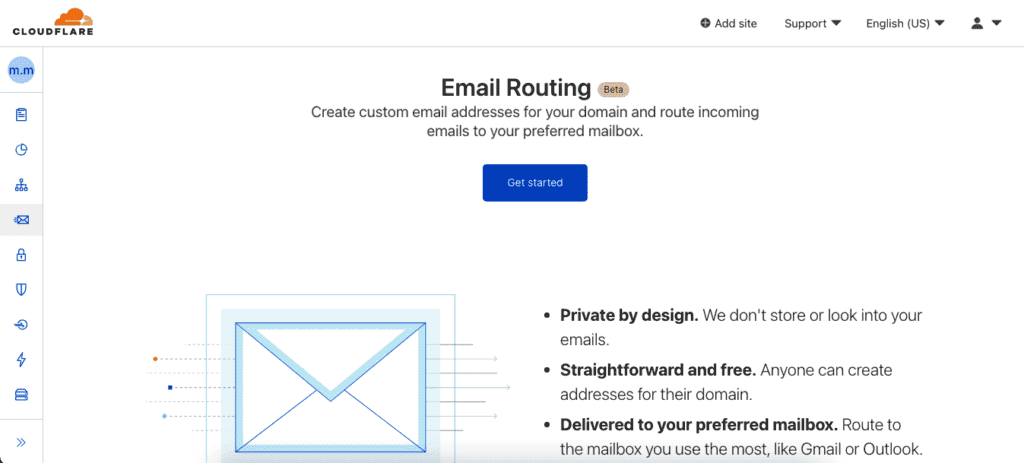 CLOUDFLARE
Add site
Support
English (US)
m.m
Email Routing Beta
Create custom email addresses for your domain and route incoming
emails to your preferred mailbox.
Get started
• Private by design. We don't store or look into your
emails.
• Straightforward and free. Anyone can create
addresses for their domain.
• Delivered to your preferred mailbox. Route to
the mailbox you use the most, like Gmail or Outlook.